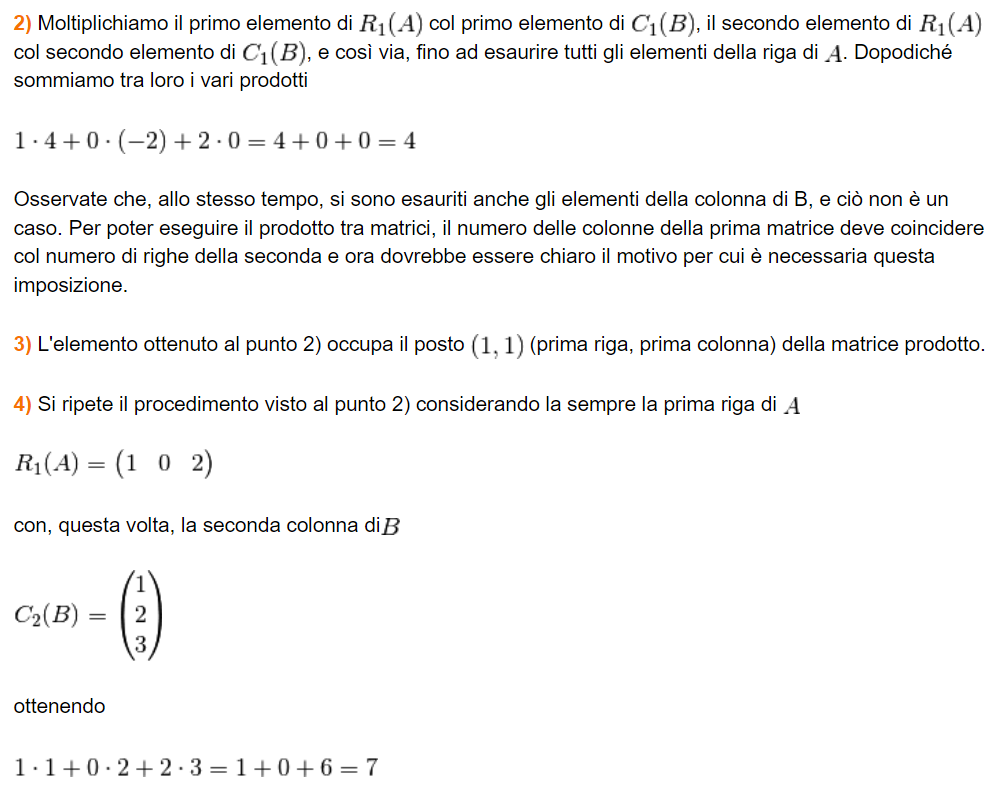 2) Moltiplichiamo il primo elemento di R₁(A) col primo elemento di C₁(B), il secondo elemento di R₁(A)
col secondo elemento di C₁(B), e così via, fino ad esaurire tutti gli elementi della riga di A. Dopodiché
sommiamo tra loro i vari prodotti
1 · 4 + 0 · (−2) + 2 · 0 = 4 + 0 + 0 = 4
Osservate che, allo stesso tempo, si sono esauriti anche gli elementi della colonna di B, e ciò non è un
caso. Per poter eseguire il prodotto tra matrici, il numero delle colonne della prima matrice deve coincidere
col numero di righe della seconda e ora dovrebbe essere chiaro il motivo per cui è necessaria questa
imposizione.
3) L'elemento ottenuto al punto 2) occupa il posto (1, 1) (prima riga, prima colonna) della matrice prodotto.
4) Si ripete il procedimento visto al punto 2) considerando la sempre la prima riga di A
R₁(A) = (1 0 2)
con, questa volta, la seconda colonna di B
C₂(B) = (1
2
3)
ottenendo
1 · 1 + 0 · 2 + 2 · 3 = 1 + 0 + 6 = 7